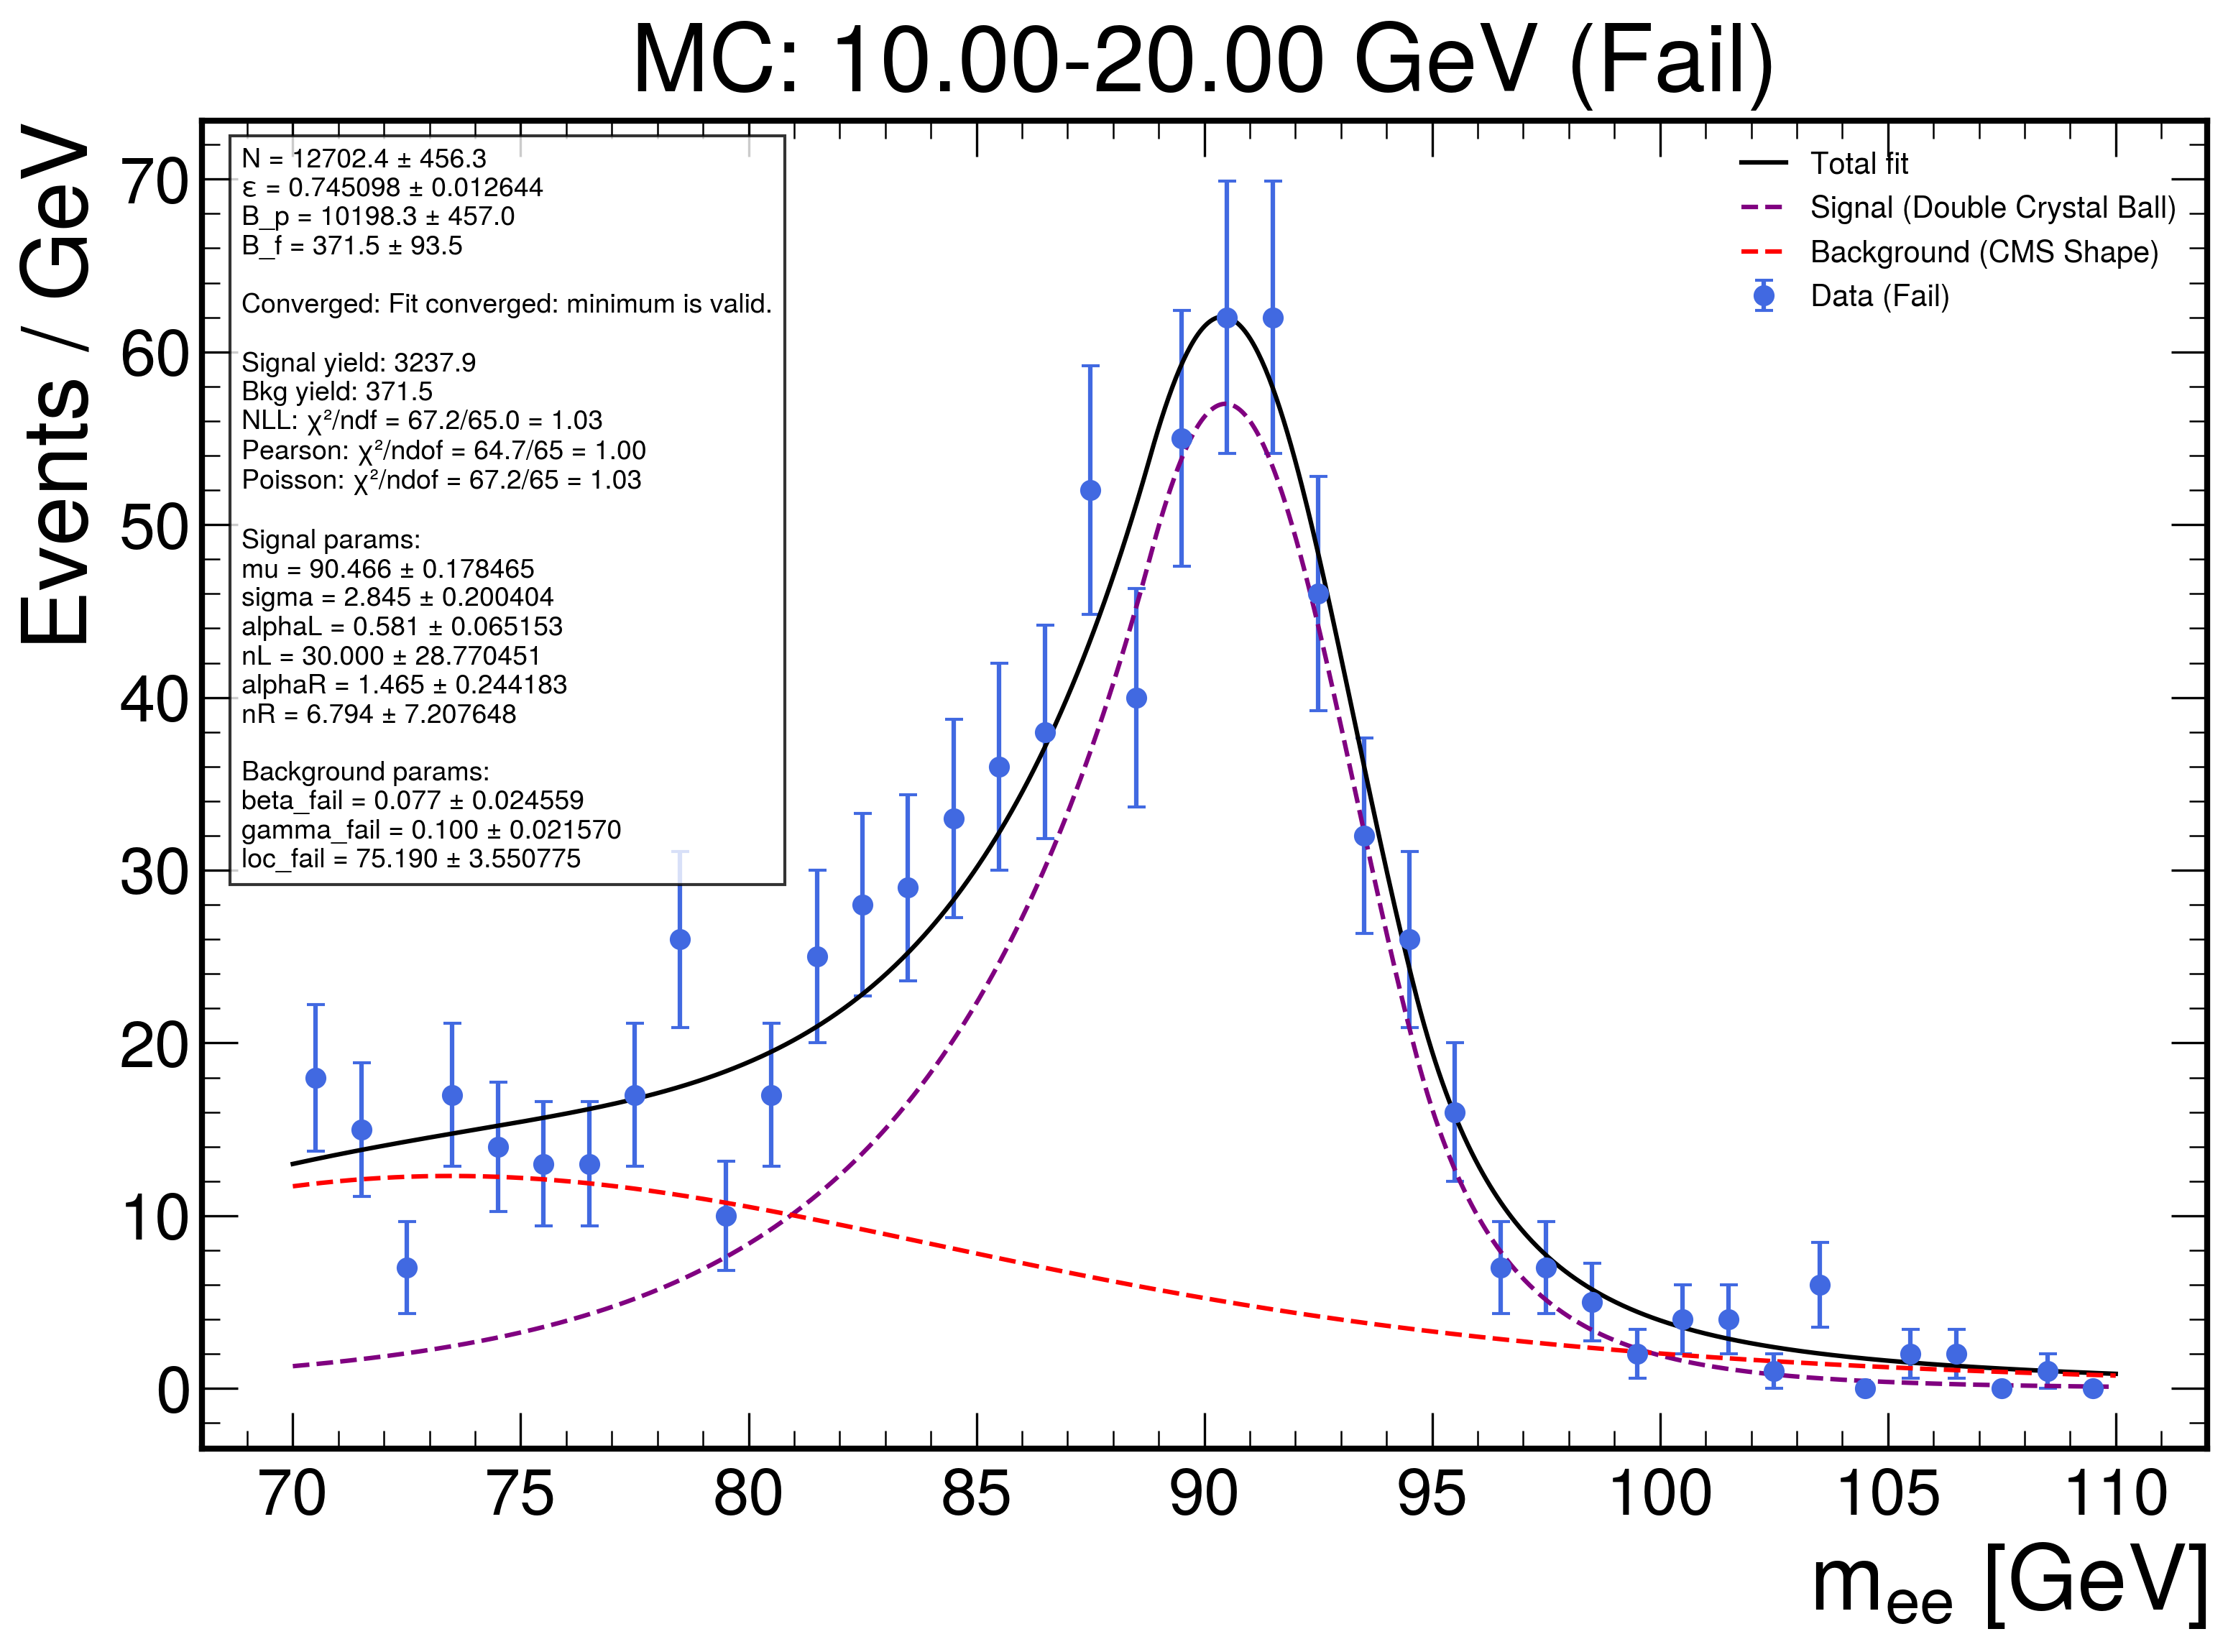 MC: 10.00-20.00 GeV (Fail)
Events / GeV
N = 12702.4 ± 456.3
ε = 0.745098 ± 0.012644
B_p = 10198.3 ± 457.0
B_f = 371.5 ± 93.5
Converged: Fit converged: minimum is valid.
Signal yield: 3237.9
Bkg yield: 371.5
NLL: χ²/ndf = 67.2/65.0 = 1.03
Pearson: χ²/ndof = 64.7/65 = 1.00
Poisson: χ²/ndof = 67.2/65 = 1.03
Signal params:
mu = 90.466 ± 0.178465
sigma = 2.845 ± 0.200404
alphaL = 0.581 ± 0.065153
nL = 30.000 ± 28.770451
alphaR = 1.465 ± 0.244183
nR = 6.794 ± 7.207648
Background params:
beta_fail = 0.077 ± 0.024559
gamma_fail = 0.100 ± 0.021570
loc_fail = 75.190 ± 3.550775
Total fit
Signal (Double Crystal Ball)
Background (CMS Shape)
Data (Fail)
70
60
50
40
30
20
10
0
70 75 80 85 90 95 100 105 110
m_ee [GeV]